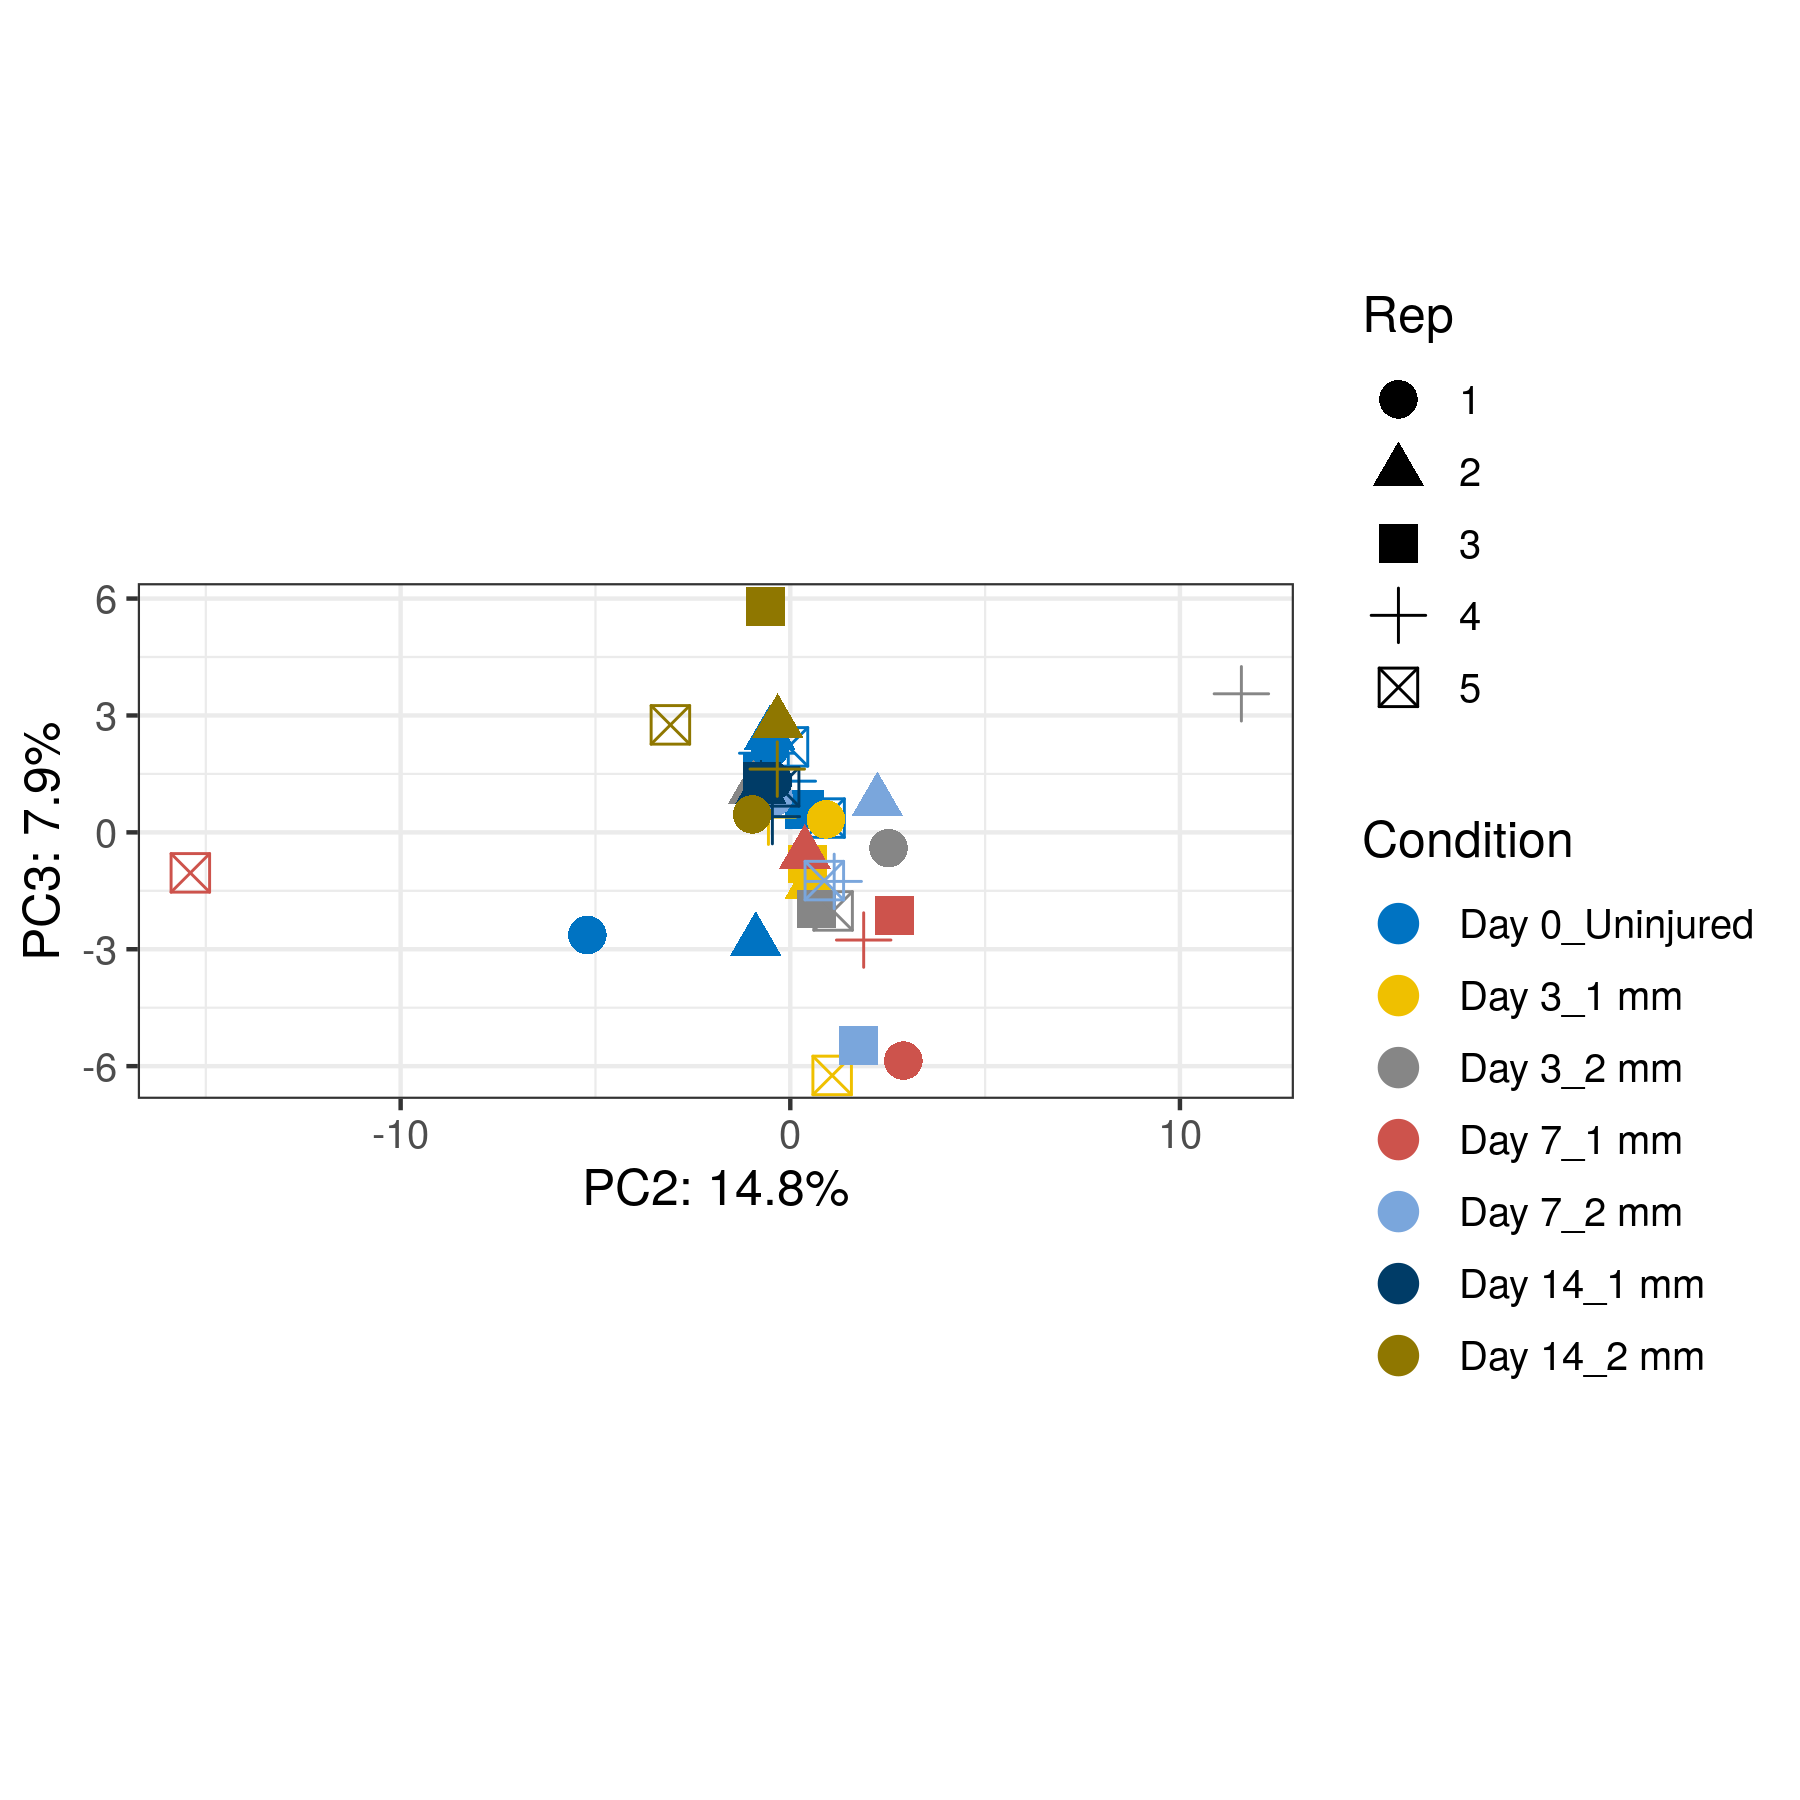 Rep
1
2
3
4
5
Condition
Day 0_Uninjured
Day 3_1 mm
Day 3_2 mm
Day 7_1 mm
Day 7_2 mm
Day 14_1 mm
Day 14_2 mm
PC3: 7.9%
6
3
0
-3
-6
-10
0
10
PC2: 14.8%